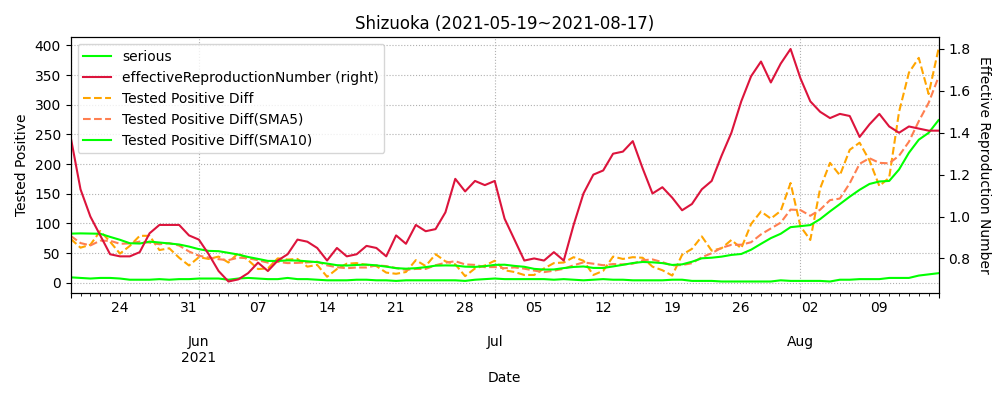 Shizuoka (2021-05-19~2021-08-17)
serious
effectiveReproductionNumber (right)
Tested Positive Diff
Tested Positive Diff(SMA5)
Tested Positive Diff(SMA10)
Tested Positive
400
350
300
250
200
150
100
50
0
1.8
1.6
1.4
1.2
1.0
0.8
Effective Reproduction Number
24 31 07 14 21 28 05 12 19 26 02 09
Jun Jul Aug
2021
Date